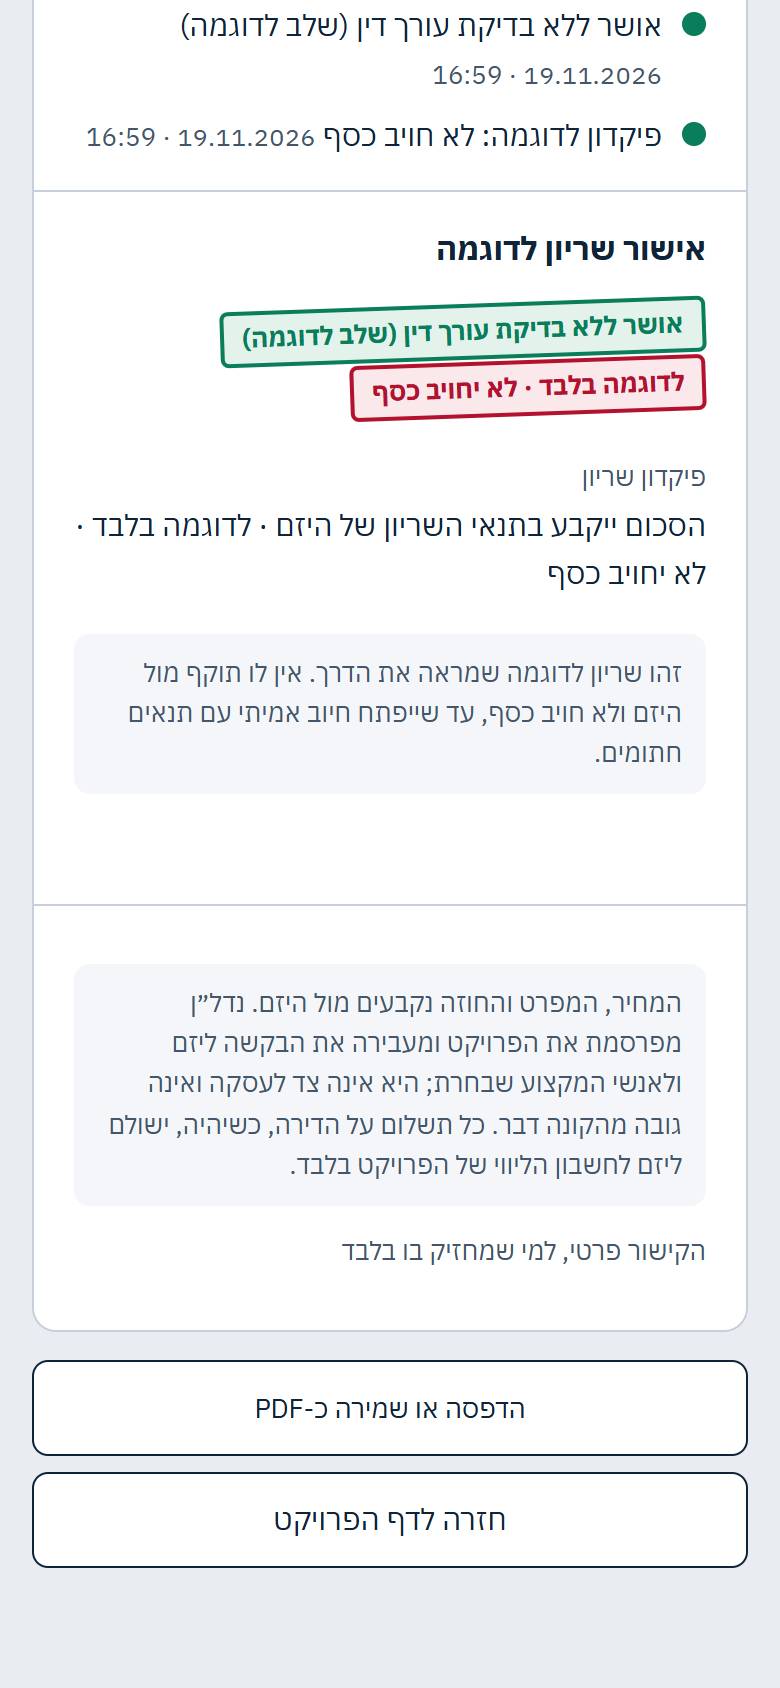 אושר ללא בדיקת עורך דין (שלב לדוגמה)
19.11.2026 · 16:59
פיקדון לדוגמה: לא חויב כסף 19.11.2026 · 16:59
אישור שריון לדוגמה
אושר ללא בדיקת עורך דין (שלב לדוגמה)
לדוגמה בלבד · לא יחויב כסף
פיקדון שריון
הסכום ייקבע בתנאי השריון של היזם · לדוגמה בלבד ·
לא יחויב כסף
זהו שריון לדוגמה שמראה את הדרך. אין לו תוקף מול
היזם ולא חויב כסף, עד שייפתח חיוב אמיתי עם תנאים
חתומים.
המחיר, המפרט והחוזה נקבעים מול היזם. נדל״ן
מפרסמת את הפרויקט ומעבירה את הבקשה ליזם
ולאנשי המקצוע שבחרת; היא אינה צד לעסקה ואינה
גובה מהקונה דבר. כל תשלום על הדירה, כשיהיה, ישולם
ליזם לחשבון הליווי של הפרויקט בלבד.
הקישור פרטי, למי שמחזיק בו בלבד
הדפסה או שמירה כ-PDF
חזרה לדף הפרויקט